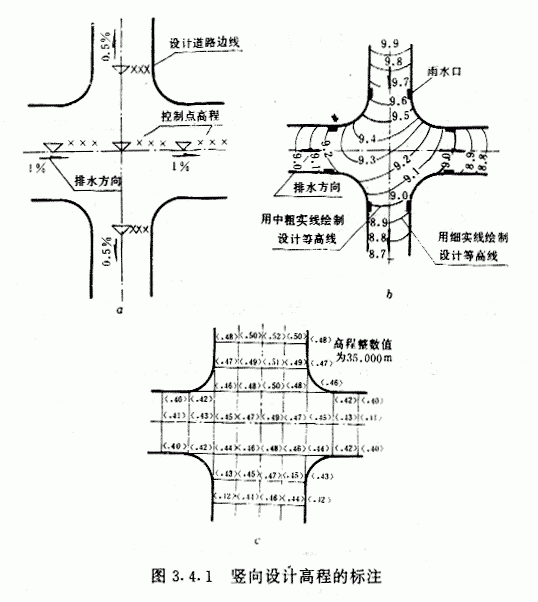 0.5%
×××
设计道路边线
控制点高程
××× ××× ×××
1% 1%
排水方向
0.5%
×××
a
9.9
9.8
9.7
9.6
9.5
雨水口
9.4
9.3
9.0 9.1 9.2 9.2 9.1 9.0 8.9 8.8
排水方向
9.0
用中粗实线绘制
设计等高线
8.9
8.8
8.7
用细实线绘制
设计等高线
b
(.48) (.50) (.52) (.50) (.48)
高程整数值
为35.000m
(.47) (.49) (.51) (.49) (.47)
(.46) (.48) (.50) (.48) (.46)
(.40) (.42) (.42) (.40)
(.41) (.43) (.45) (.47) (.49) (.47) (.45) (.43) (.41)
(.40) (.42) (.44) (.46) (.48) (.46) (.44) (.42) (.40)
(.43) (.45) (.47) (.45) (.43)
(.42) (.44) (.46) (.44) (.42)
c
图 3.4.1 竖向设计高程的标注